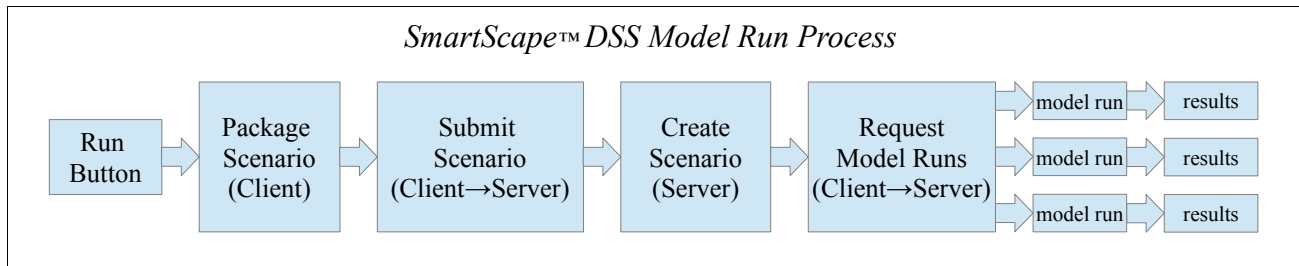 SmartScape™ DSS Model Run Process
Run
Button
Package
Scenario
(Client)
Submit
Scenario
(Client→Server)
Create
Scenario
(Server)
Request
Model Runs
(Client→Server)
model run
results
model run
results
model run
results